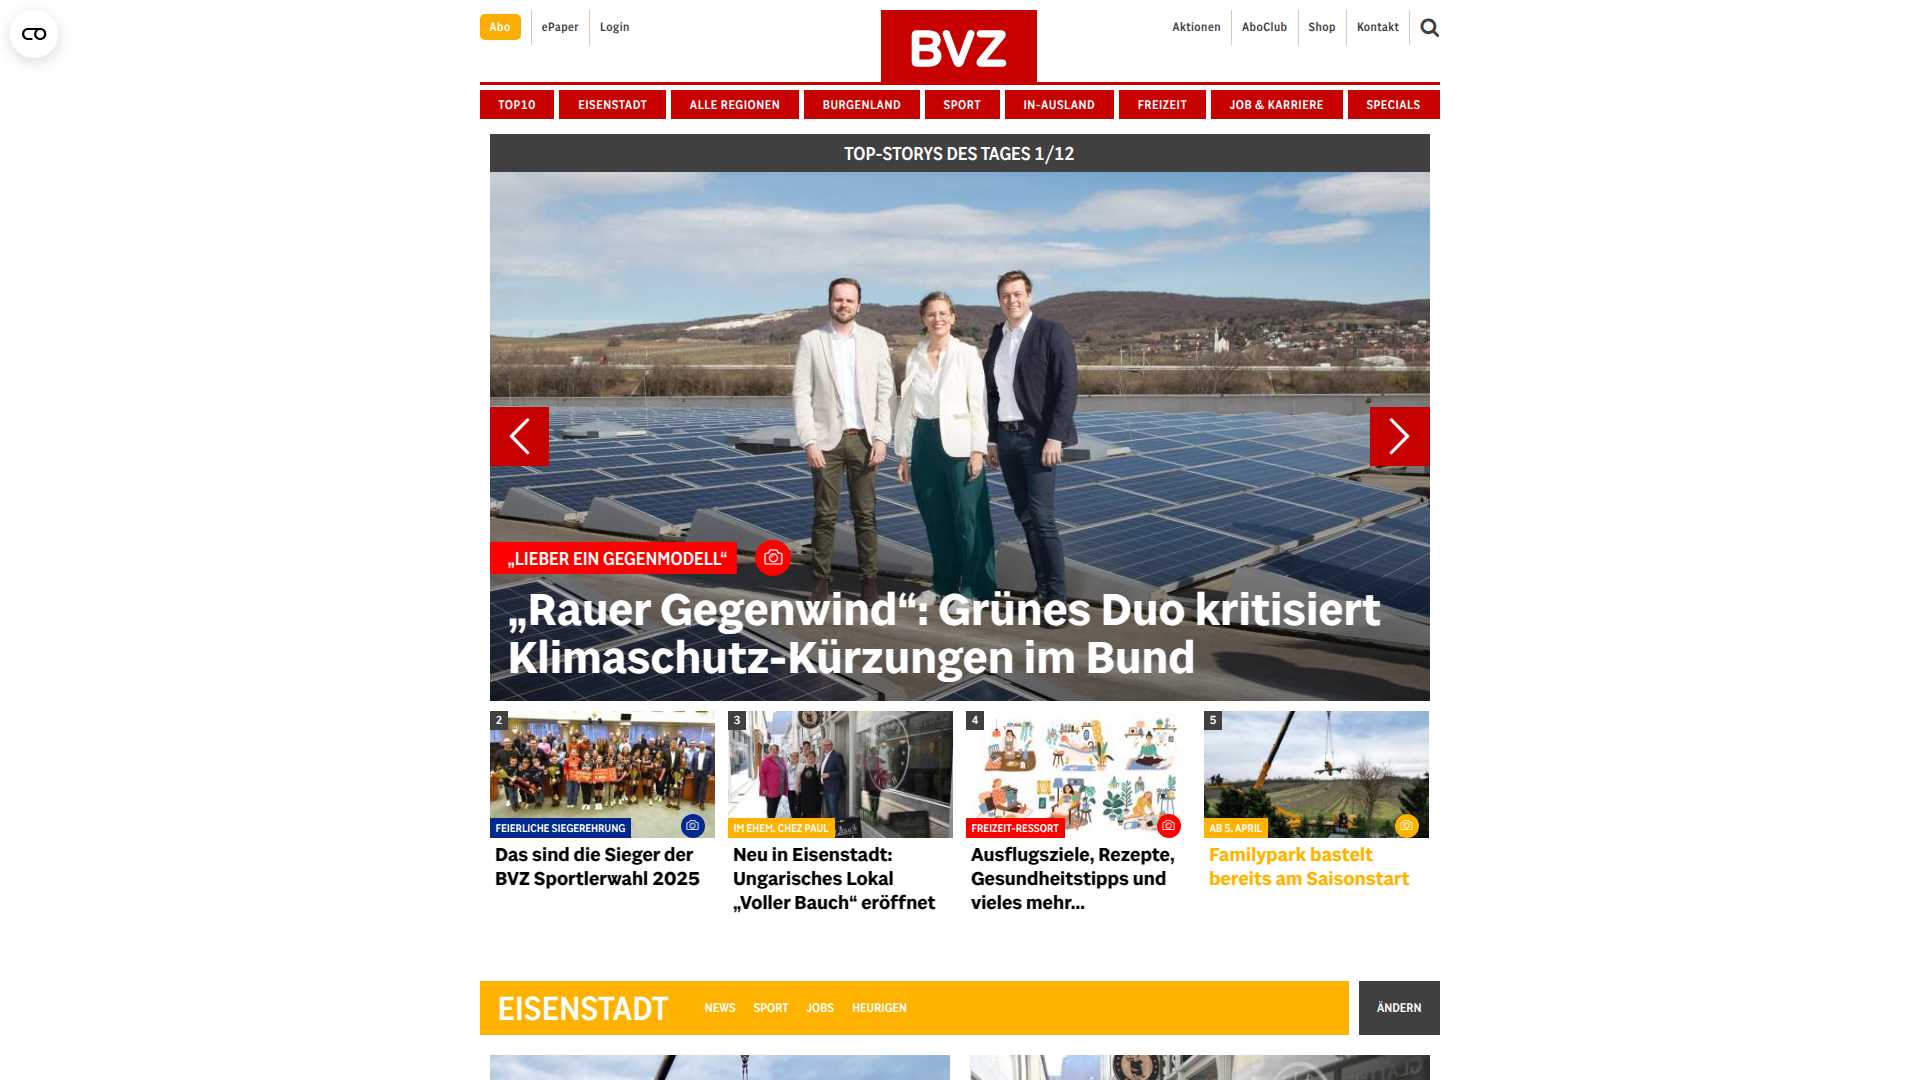 Abo
ePaper
Login
BVZ
Aktionen
AboClub
Shop
Kontakt
TOP10
EISENSTADT
ALLE REGIONEN
BURGENLAND
SPORT
IN-AUSLAND
FREIZEIT
JOB & KARRIERE
SPECIALS
TOP-STORYS DES TAGES 1/12
„LIEBER EIN GEGENMODELL“
„Rauer Gegenwind“: Grünes Duo kritisiert
Klimaschutz-Kürzungen im Bund
2
FEIERLICHE SIEGEREHRUNG
Das sind die Sieger der
BVZ Sportlerwahl 2025
3
IM EHEM. CHEZ PAUL
Neu in Eisenstadt:
Ungarisches Lokal
„Voller Bauch“ eröffnet
4
FREIZEIT-RESSORT
Ausflugsziele, Rezepte,
Gesundheitstipps und
vieles mehr...
5
AB 5. APRIL
Familypark bastelt
bereits am Saisonstart
EISENSTADT
NEWS
SPORT
JOBS
HEURIGEN
ÄNDERN